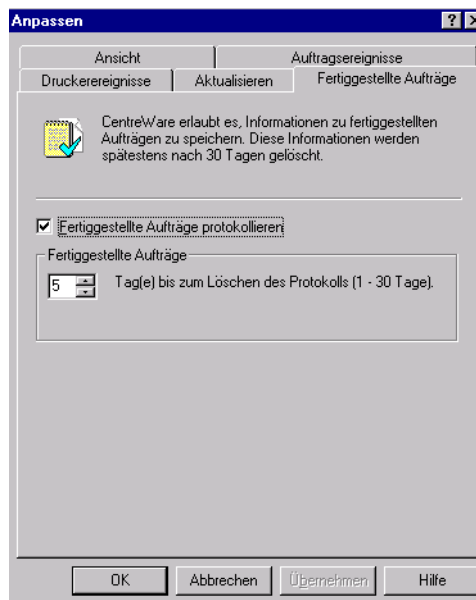 Anpassen
Ansicht
Auftragsereignisse
Druckerereignisse
Aktualisieren
Fertiggestellte Aufträge
CentreWare erlaubt es, Informationen zu fertiggestellten
Aufträgen zu speichern. Diese Informationen werden
spätestens nach 30 Tagen gelöscht.
Fertiggestellte Aufträge protokollieren
Fertiggestellte Aufträge
5 Tag(e) bis zum Löschen des Protokolls (1 - 30 Tage).
OK
Abbrechen
Übernehmen
Hilfe